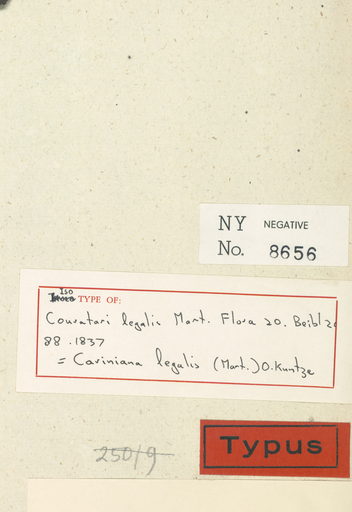 NY NEGATIVE
No. 8656
Iso
TYPE OF:
Couratari legalis Mart. Flora 20. Beibl 2
88 . 1837
= Cariniana legalis (Mart.) O. Kuntze
Typus
250/9